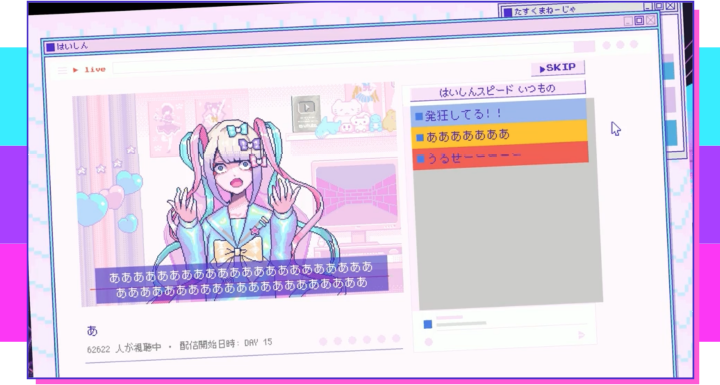 たすくまねーじゃ
はいしん
▶ live
▶SKIP
はいしんスピード いつもの
発狂してる!!
あああああああ
うるせーーーーー
ああああああああああああああああああああああ
あああああああああああああああああああああ
あ
62622 人が視聴中 • 配信開始日時: DAY 15